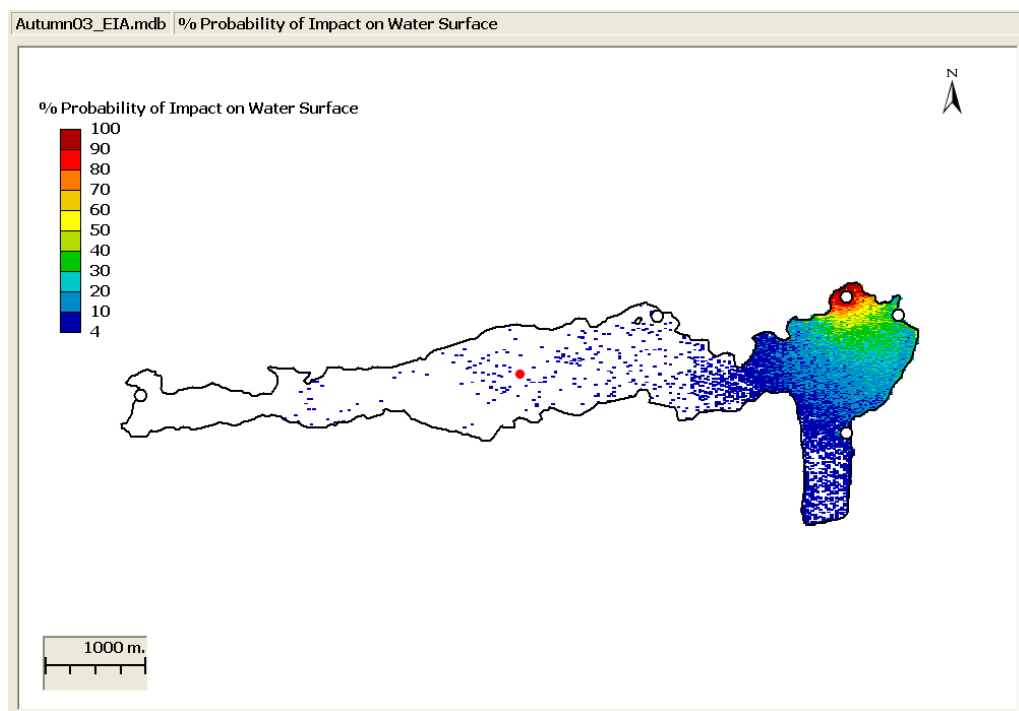 Autumn03_EIA.mdb % Probability of Impact on Water Surface
N
% Probability of Impact on Water Surface
100
90
80
70
60
50
40
30
20
10
4
1000 m.